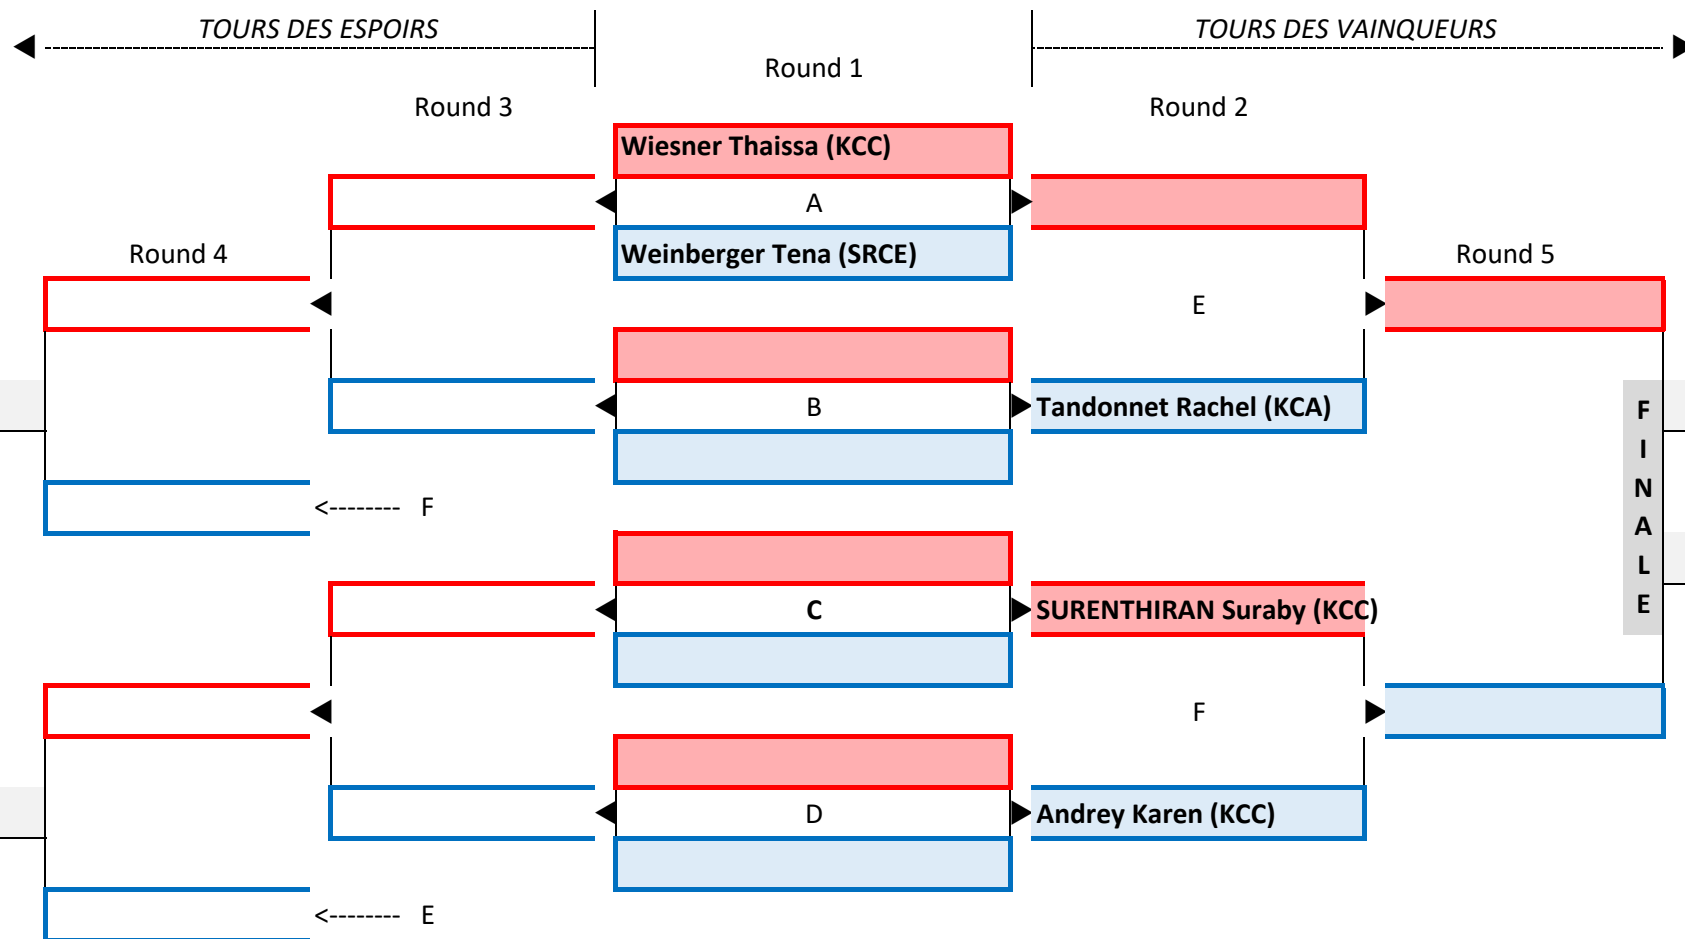 TOURS DES ESPOIRS
TOURS DES VAINQUEURS
Round 1
Round 3
Round 2
Wiesner Thaissa (KCC)
A
Weinberger Tena (SRCE)
Round 4
Round 5
E
B
Tandonnet Rachel (KCA)
FINALE
<-------- F
C
SURENTHIRAN Suraby (KCC)
F
D
Andrey Karen (KCC)
<-------- E